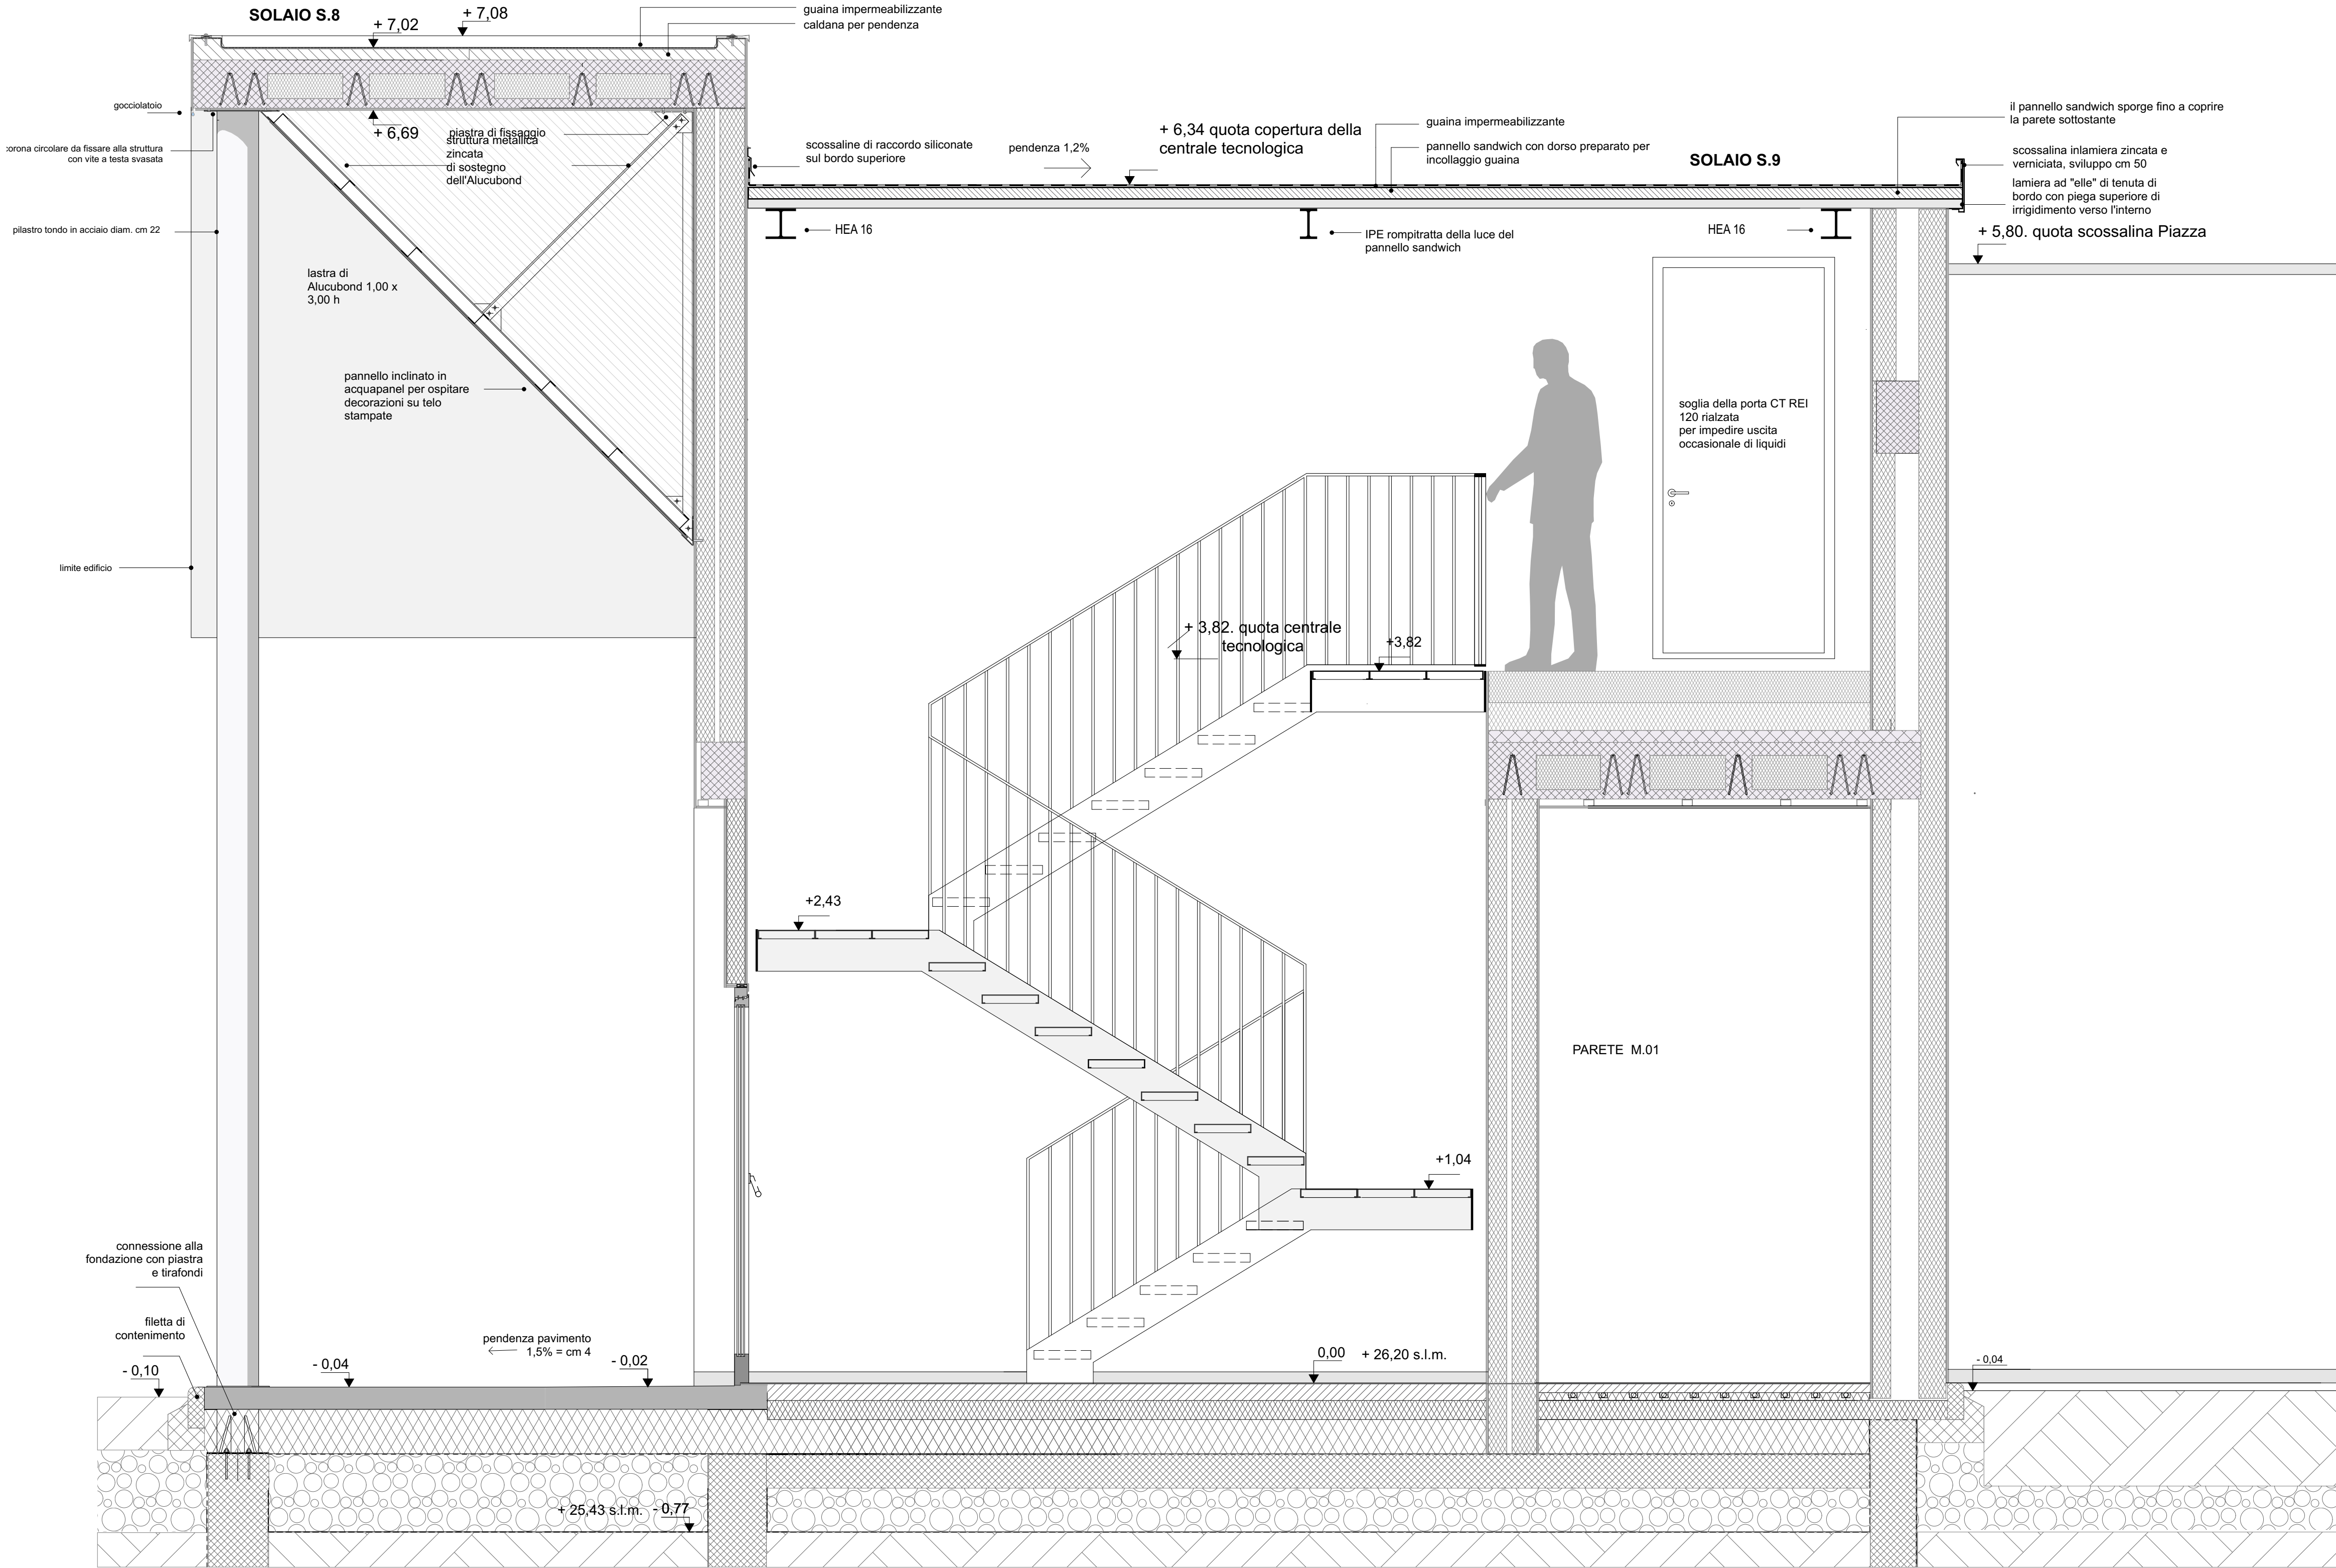 SOLAIO S.8
+ 7,02
+ 7,08
guaina impermeabilizzante
caldana per pendenza
gocciolatoio
corona circolare da fissare alla struttura
con vite a testa svasata
pilastro tondo in acciaio diam. cm 22
limite edificio
+ 6,69
piastra di fissaggio
struttura metallica
zincata
di sostegno
dell'Alucubond
lastra di
Alucubond 1,00 x
3,00 h
pannello inclinato in
acquapanel per ospitare
decorazioni su telo
stampate
scossaline di raccordo siliconate
sul bordo superiore
pendenza 1,2%
+ 6,34 quota copertura della
centrale tecnologica
guaina impermeabilizzante
pannello sandwich con dorso preparato per
incollaggio guaina
SOLAIO S.9
il pannello sandwich sporge fino a coprire
la parete sottostante
scossalina inlamiera zincata e
verniciata, sviluppo cm 50
lamiera ad "elle" di tenuta di
bordo con piega superiore di
irrigidimento verso l'interno
+ 5,80. quota scossalina Piazza
HEA 16
IPE rompitratta della luce del
pannello sandwich
HEA 16
soglia della porta CT REI
120 rialzata
per impedire uscita
occasionale di liquidi
+ 3,82. quota centrale
tecnologica
+3,82
+2,43
+1,04
PARETE  M.01
connessione alla
fondazione con piastra
e tirafondi
filetta di
contenimento
- 0,10
- 0,04
pendenza pavimento
1,5% = cm 4
- 0,02
0,00
+ 26,20 s.l.m.
- 0,04
+ 25,43 s.l.m.
- 0,77